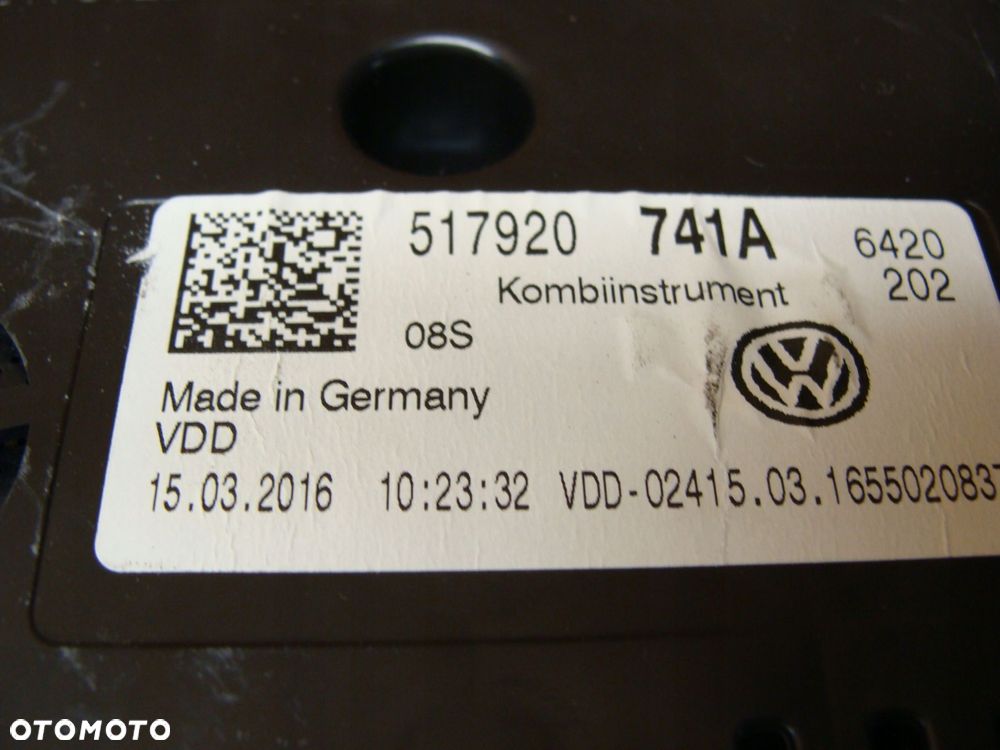 517920 741A 6420
Kombiinstrument 202
08S
Made in Germany
VDD
15.03.2016 10:23:32 VDD-02415.03.1655020837
OTOMOTO